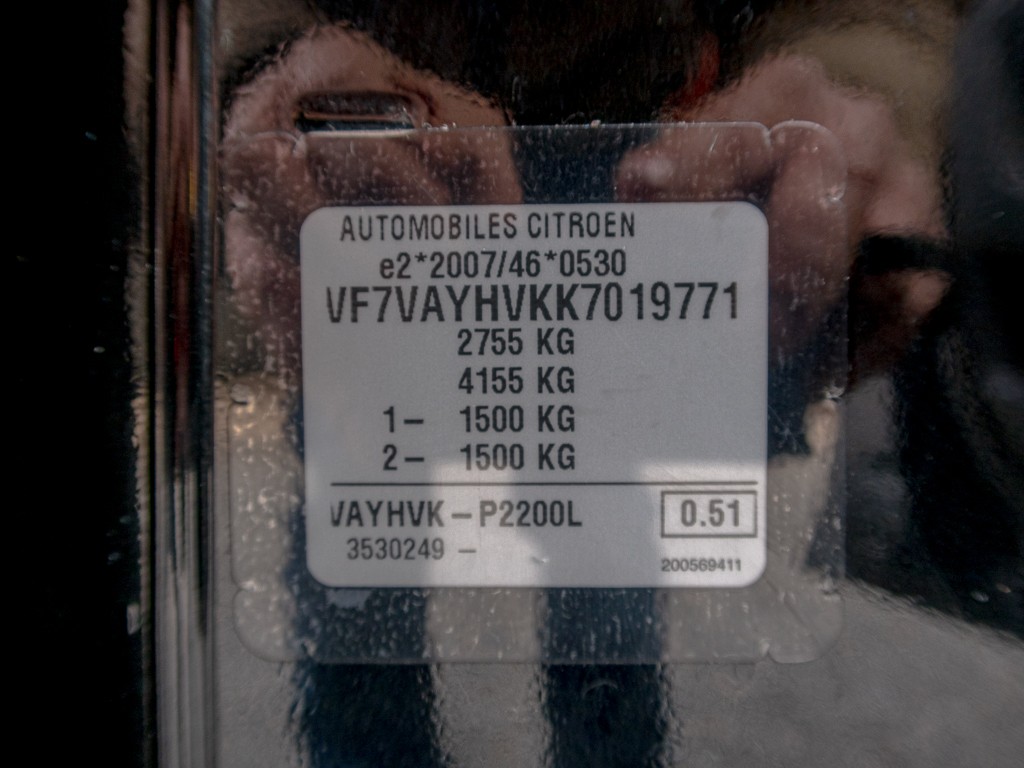 AUTOMOBILES CITROEN
e2*2007/46*0530
VF7VAYHVKK7019771
2755 KG
4155 KG
1– 1500 KG
2– 1500 KG
VAYHVK – P2200L 0.51
3530249 – 200569411